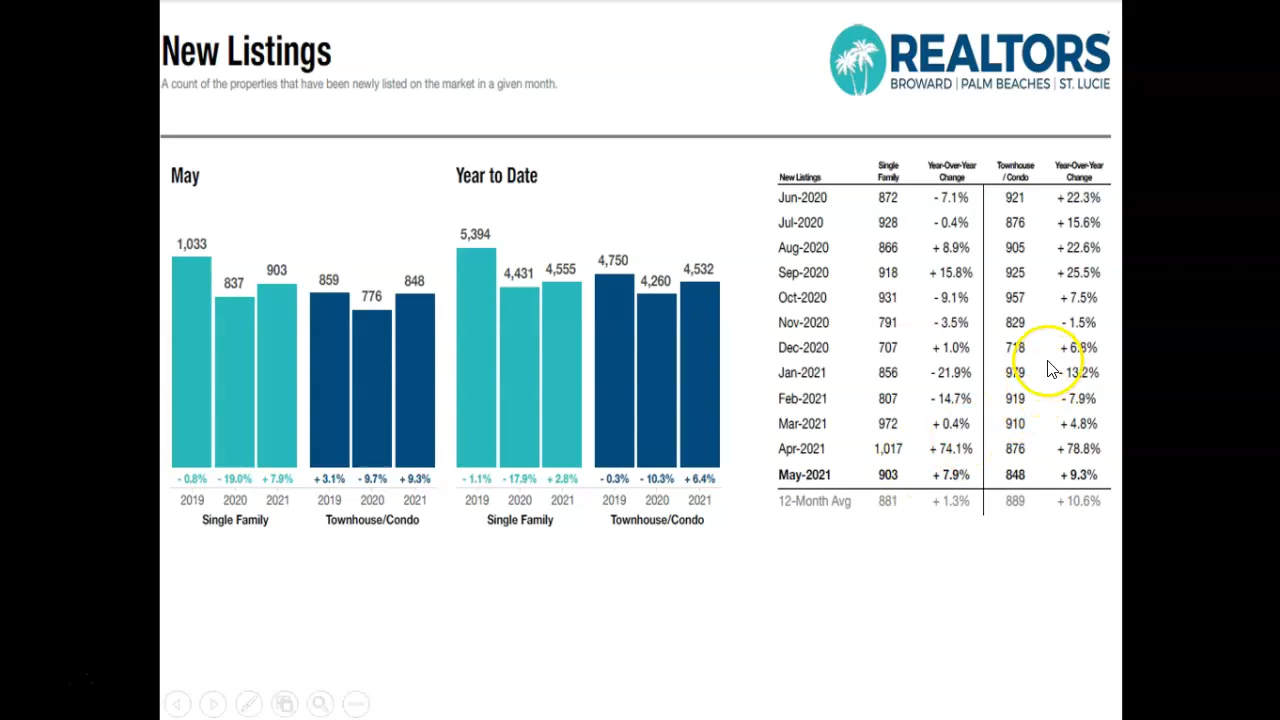 New Listings
A count of the properties that have been newly listed on the market in a given month.
REALTORS
BROWARD | PALM BEACHES | ST. LUCIE
May
1,033
837
903
859
776
848
- 0.8%
- 19.0%
+ 7.9%
+ 3.1%
- 9.7%
+ 9.3%
2019
2020
2021
2019
2020
2021
Single Family
Townhouse/Condo
Year to Date
5,394
4,431
4,555
4,750
4,260
4,532
- 1.1%
- 17.9%
+ 2.8%
- 0.3%
- 10.3%
+ 6.4%
2019
2020
2021
2019
2020
2021
Single Family
Townhouse/Condo
New Listings Single Family Year-Over-Year Change Townhouse / Condo Year-Over-Year Change
Jun-2020 872 - 7.1% 921 + 22.3%
Jul-2020 928 - 0.4% 876 + 15.6%
Aug-2020 866 + 8.9% 905 + 22.6%
Sep-2020 918 + 15.8% 925 + 25.5%
Oct-2020 931 - 9.1% 957 + 7.5%
Nov-2020 791 - 3.5% 829 - 1.5%
Dec-2020 707 + 1.0% 718 + 6.8%
Jan-2021 856 - 21.9% 979 - 13.2%
Feb-2021 807 - 14.7% 919 - 7.9%
Mar-2021 972 + 0.4% 910 + 4.8%
Apr-2021 1,017 + 74.1% 876 + 78.8%
May-2021 903 + 7.9% 848 + 9.3%
12-Month Avg 881 + 1.3% 889 + 10.6%